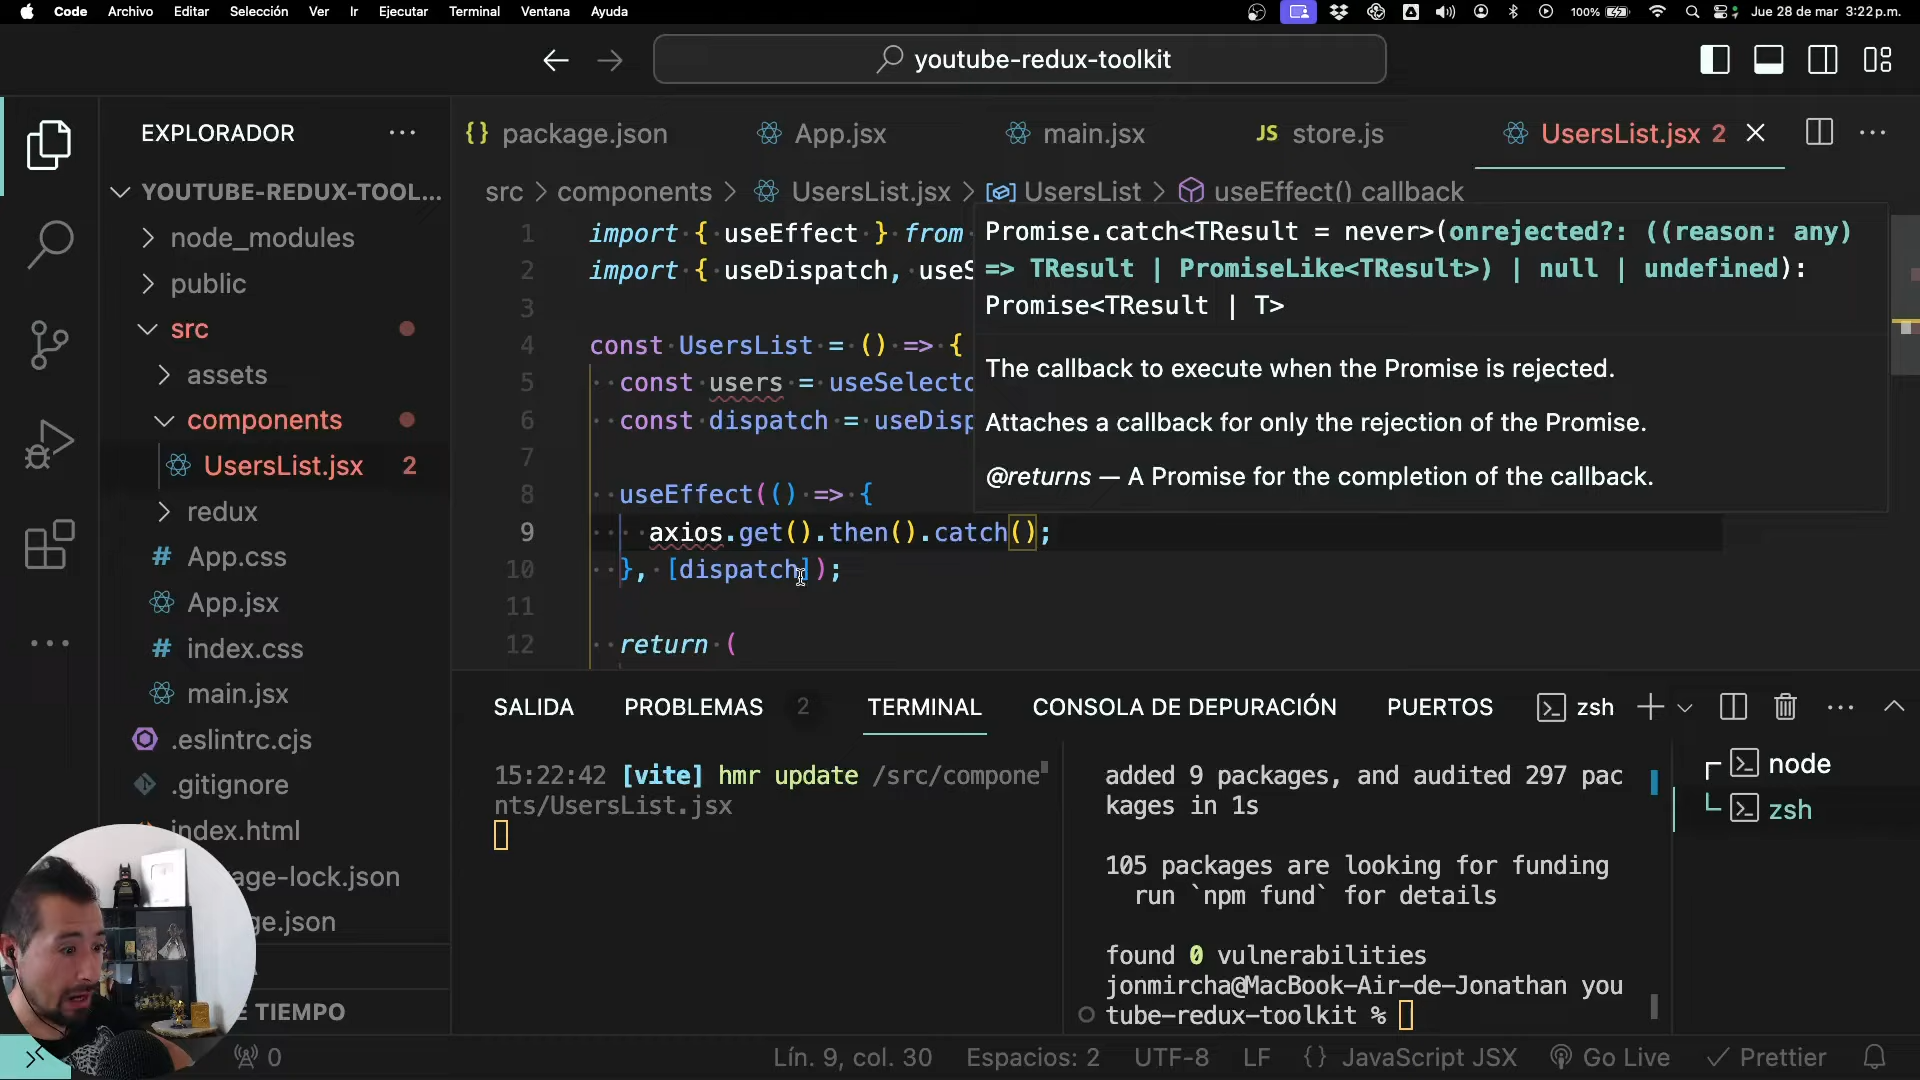 Code Archivo Editar Selección Ver Ir Ejecutar Terminal Ventana Ayuda 100% Jue 28 de mar 3:22 p.m.
youtube-redux-toolkit
EXPLORADOR
YOUTUBE-REDUX-TOOL...
node_modules
public
src
assets
components
UsersList.jsx 2
redux
App.css
App.jsx
index.css
main.jsx
.eslintrc.cjs
.gitignore
index.html
age-lock.json
ge.json
E TIEMPO
{} package.json App.jsx main.jsx JS store.js UsersList.jsx 2
src > components > UsersList.jsx > UsersList > useEffect() callback
1 import { useEffect } from
2 import { useDispatch, useS
3
4 const UsersList = () => {
5 const users = useSelecto
6 const dispatch = useDisp
7
8 useEffect(() => {
9 axios.get().then().catch();
10 }, [dispatch]);
11
12 return (
Promise.catch<TResult = never>(onrejected?: ((reason: any)
=> TResult | PromiseLike<TResult>) | null | undefined):
Promise<TResult | T>
The callback to execute when the Promise is rejected.
Attaches a callback for only the rejection of the Promise.
@returns — A Promise for the completion of the callback.
SALIDA PROBLEMAS 2 TERMINAL CONSOLA DE DEPURACIÓN PUERTOS zsh
15:22:42 [vite] hmr update /src/compone
nts/UsersList.jsx
added 9 packages, and audited 297 pac
kages in 1s
105 packages are looking for funding
run `npm fund` for details
found 0 vulnerabilities
jonmircha@MacBook-Air-de-Jonathan you
tube-redux-toolkit %
node
zsh
0 Lín. 9, col. 30 Espacios: 2 UTF-8 LF {} JavaScript JSX Go Live Prettier